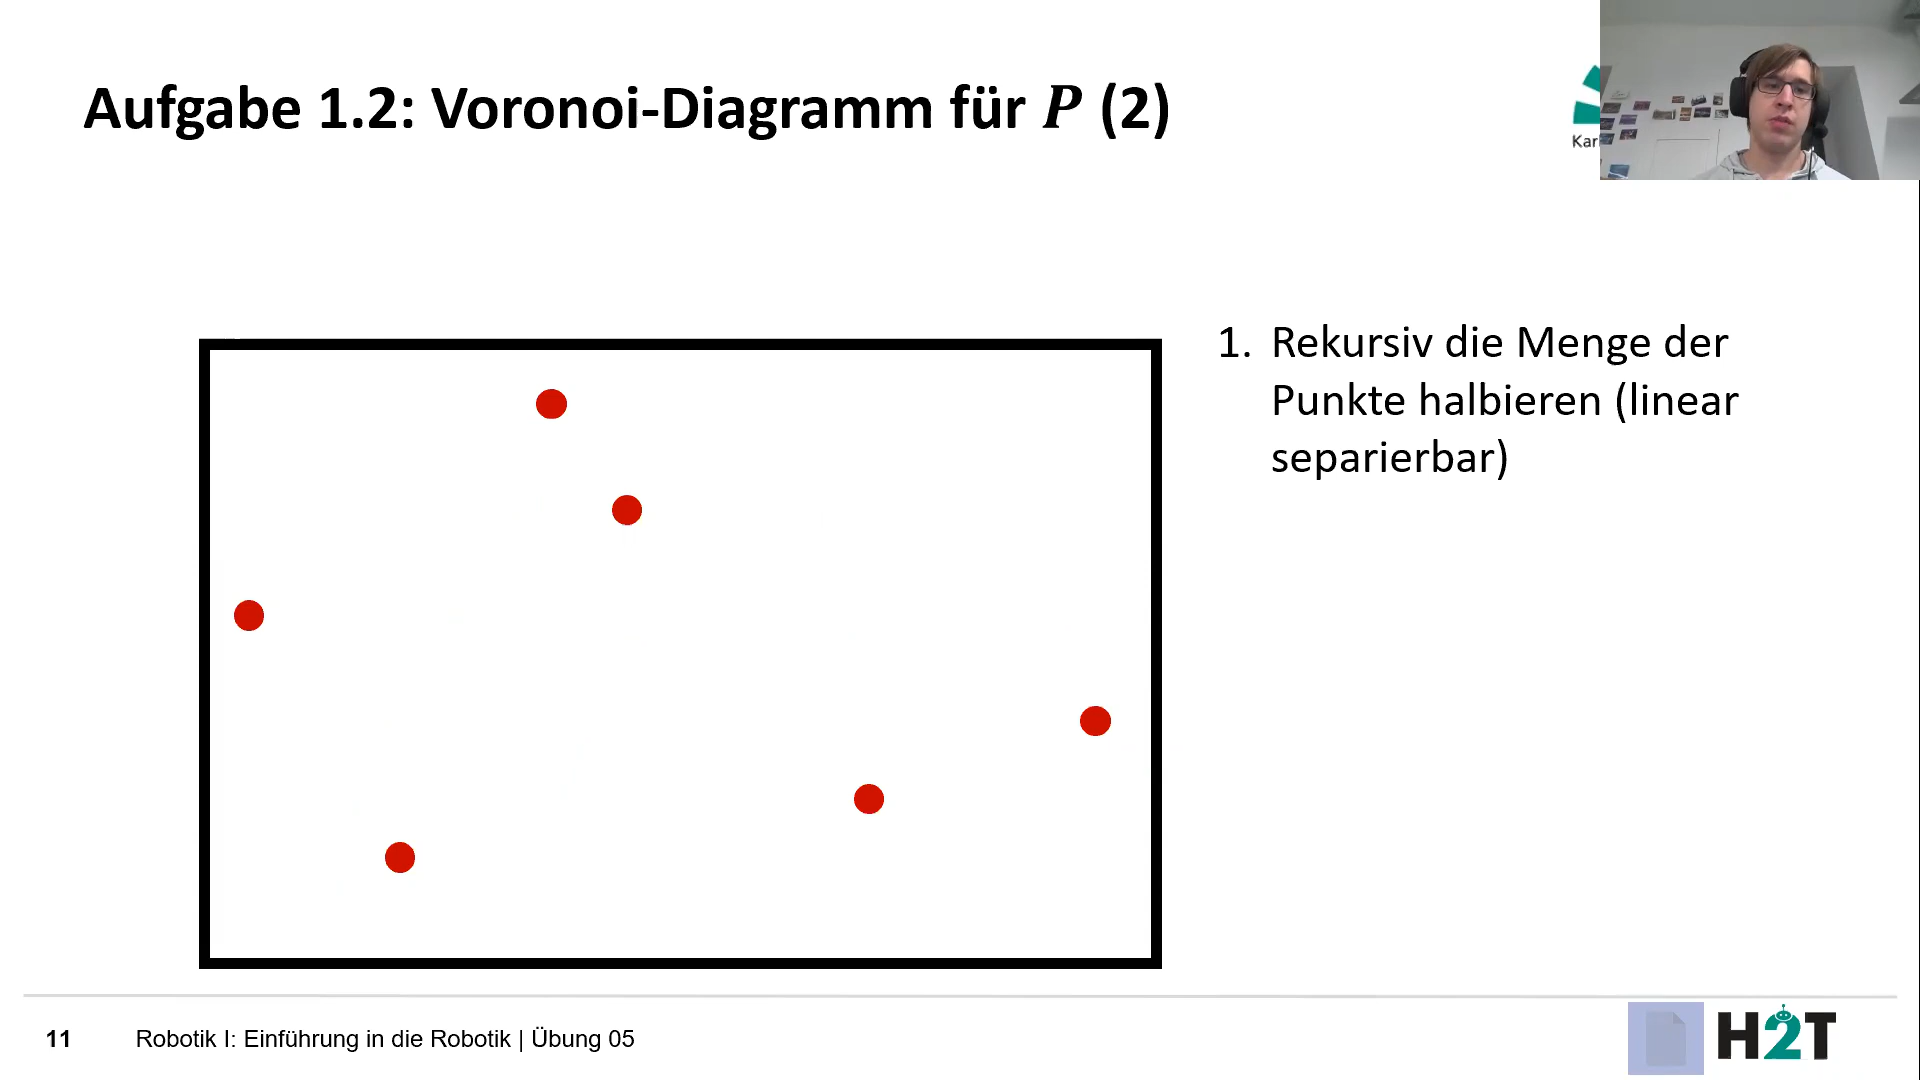 Aufgabe 1.2: Voronoi-Diagramm für P (2)
Kar
1. Rekursiv die Menge der
Punkte halbieren (linear
separierbar)
11 Robotik I: Einführung in die Robotik | Übung 05
H2T